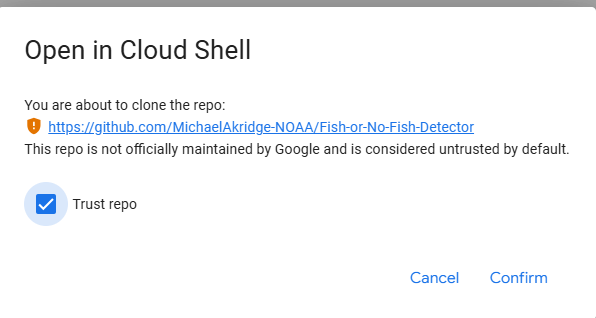 Open in Cloud Shell
You are about to clone the repo:
https://github.com/MichaelAkridge-NOAA/Fish-or-No-Fish-Detector
This repo is not officially maintained by Google and is considered untrusted by default.
Trust repo
Cancel Confirm